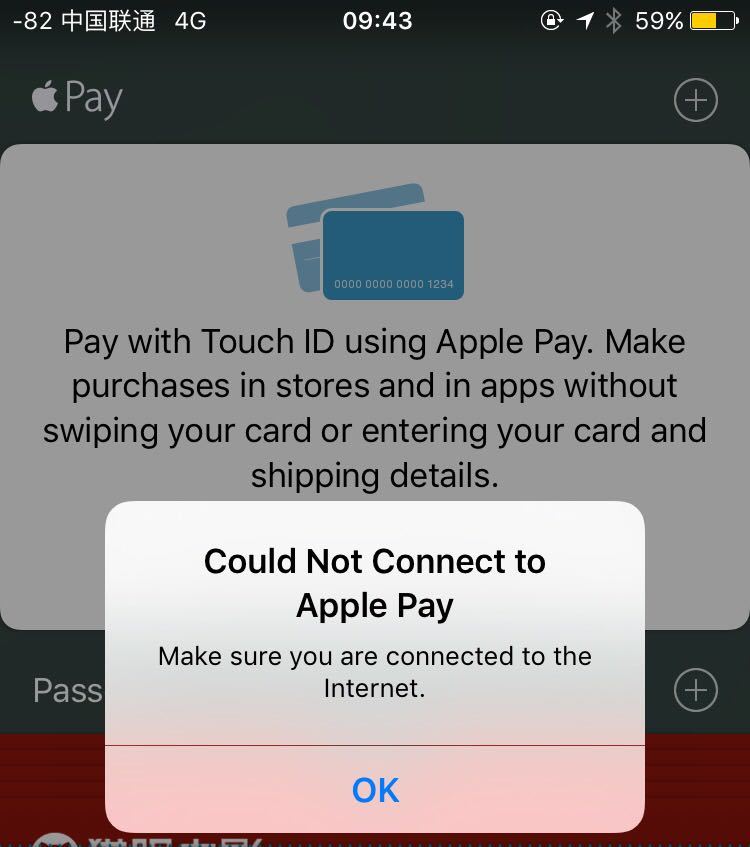 -82 中国联通 4G 09:43 59%
Pay
0000 0000 0000 1234
Pay with Touch ID using Apple Pay. Make
purchases in stores and in apps without
swiping your card or entering your card and
shipping details.
Could Not Connect to
Apple Pay
Make sure you are connected to the
Internet.
Pass
OK